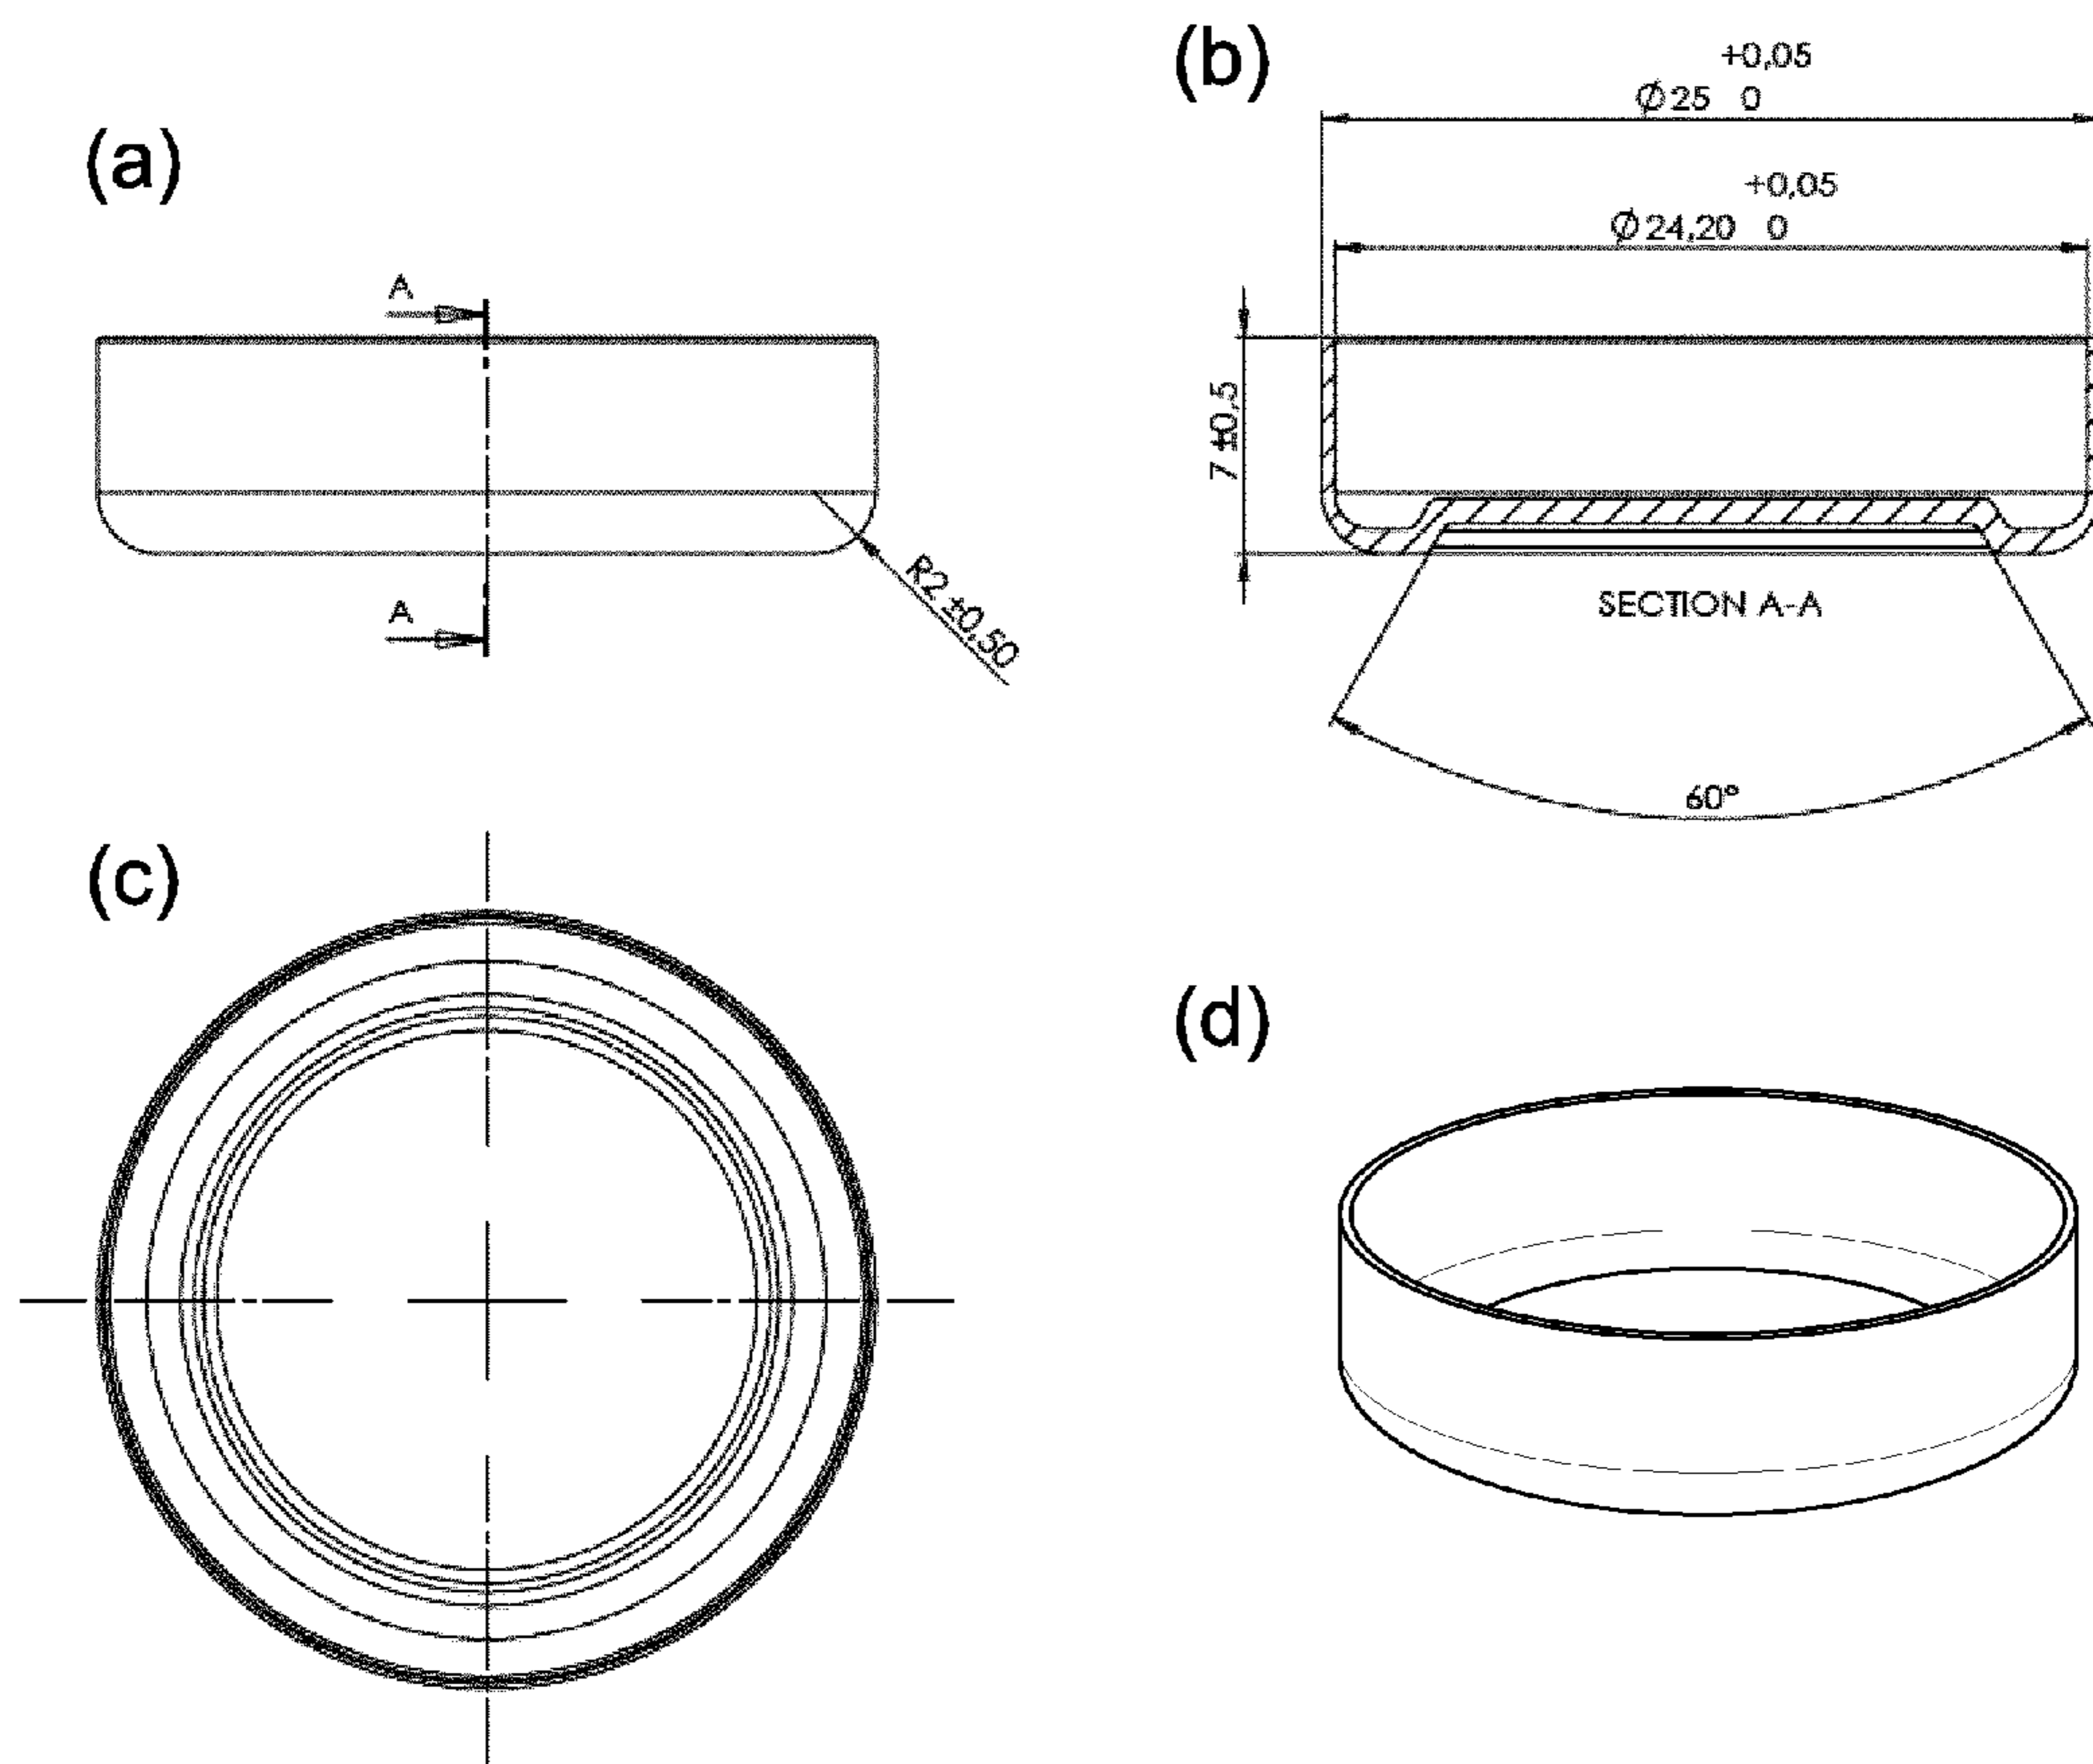 (a)
A
A
R2 ±0,50
(b)
+0,05
Ø25 0
+0,05
Ø24,20 0
7 ±0,5
SECTION A-A
60°
(c)
(d)